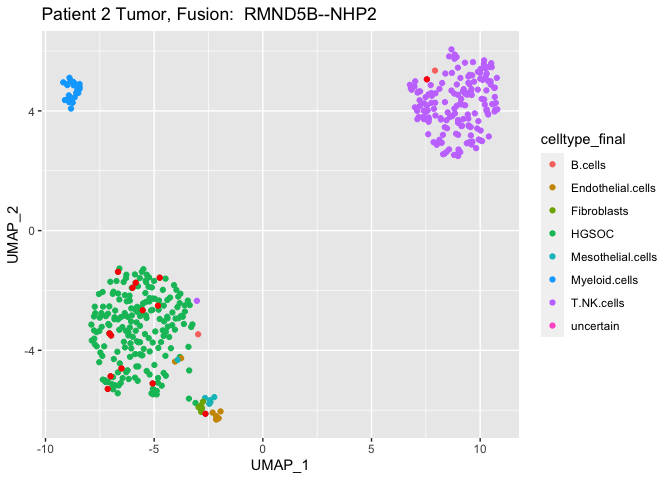 Patient 2 Tumor, Fusion:  RMND5B--NHP2
UMAP_2
4
0
-4
-10
-5
0
5
10
UMAP_1
celltype_final
B.cells
Endothelial.cells
Fibroblasts
HGSOC
Mesothelial.cells
Myeloid.cells
T.NK.cells
uncertain